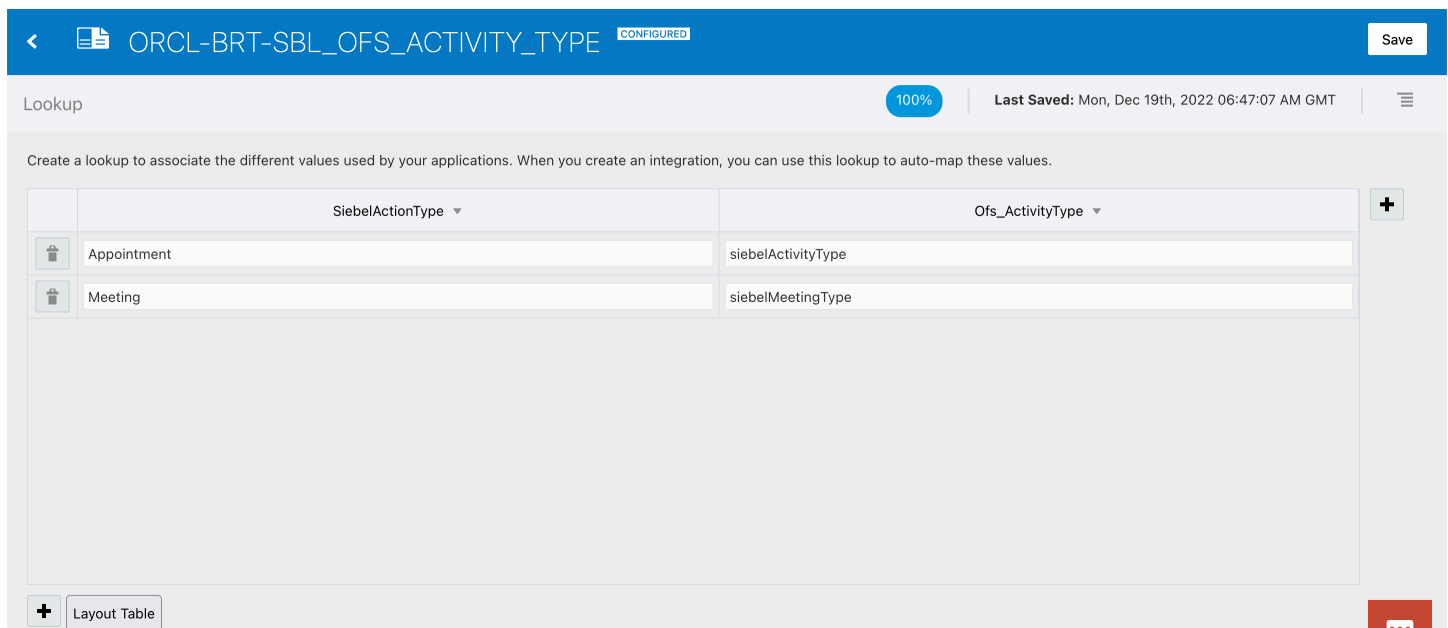 ORCL-BRT-SBL_OFS_ACTIVITY_TYPE CONFIGURED Save
Lookup 100% Last Saved: Mon, Dec 19th, 2022 06:47:07 AM GMT
Create a lookup to associate the different values used by your applications. When you create an integration, you can use this lookup to auto-map these values.
SiebelActionType Ofs_ActivityType
Appointment siebelActivityType
Meeting siebelMeetingType
Layout Table